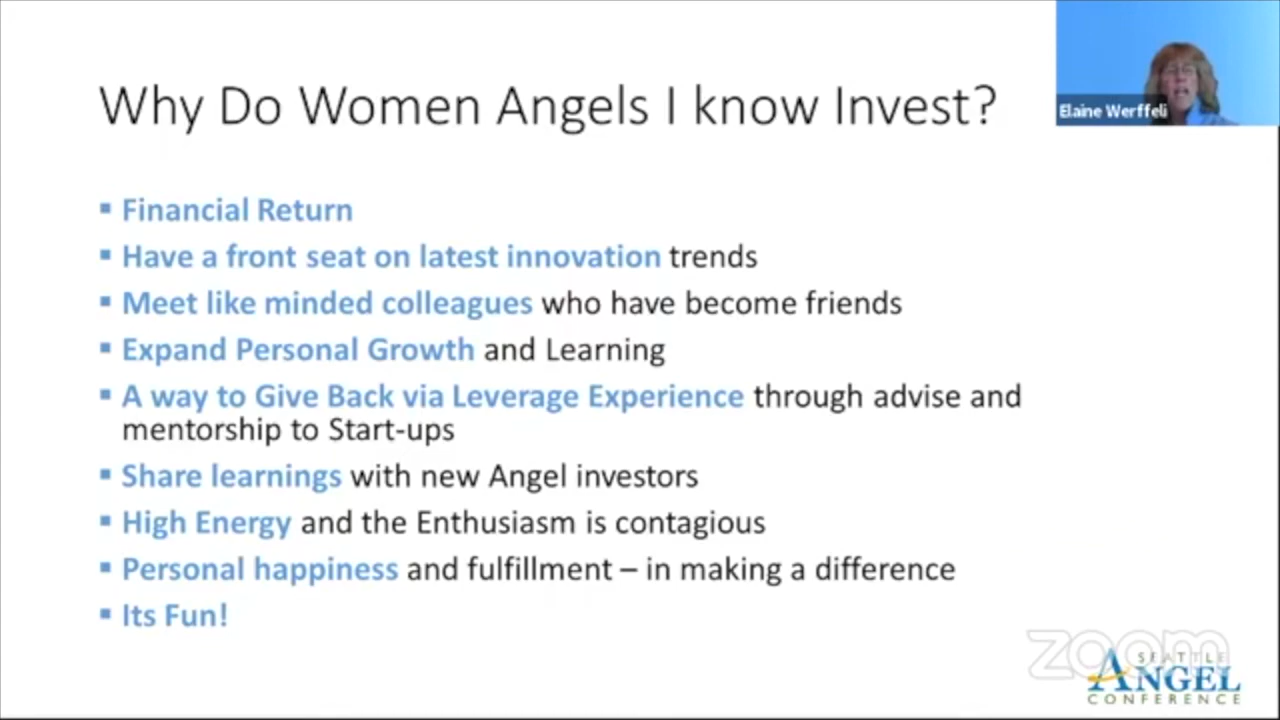 Why Do Women Angels I know Invest?
Elaine Werffeli
▪ Financial Return
▪ Have a front seat on latest innovation trends
▪ Meet like minded colleagues who have become friends
▪ Expand Personal Growth and Learning
▪ A way to Give Back via Leverage Experience through advise and
mentorship to Start-ups
▪ Share learnings with new Angel investors
▪ High Energy and the Enthusiasm is contagious
▪ Personal happiness and fulfillment – in making a difference
▪ Its Fun!
zoom
SEATTLE
ANGEL
CONFERENCE